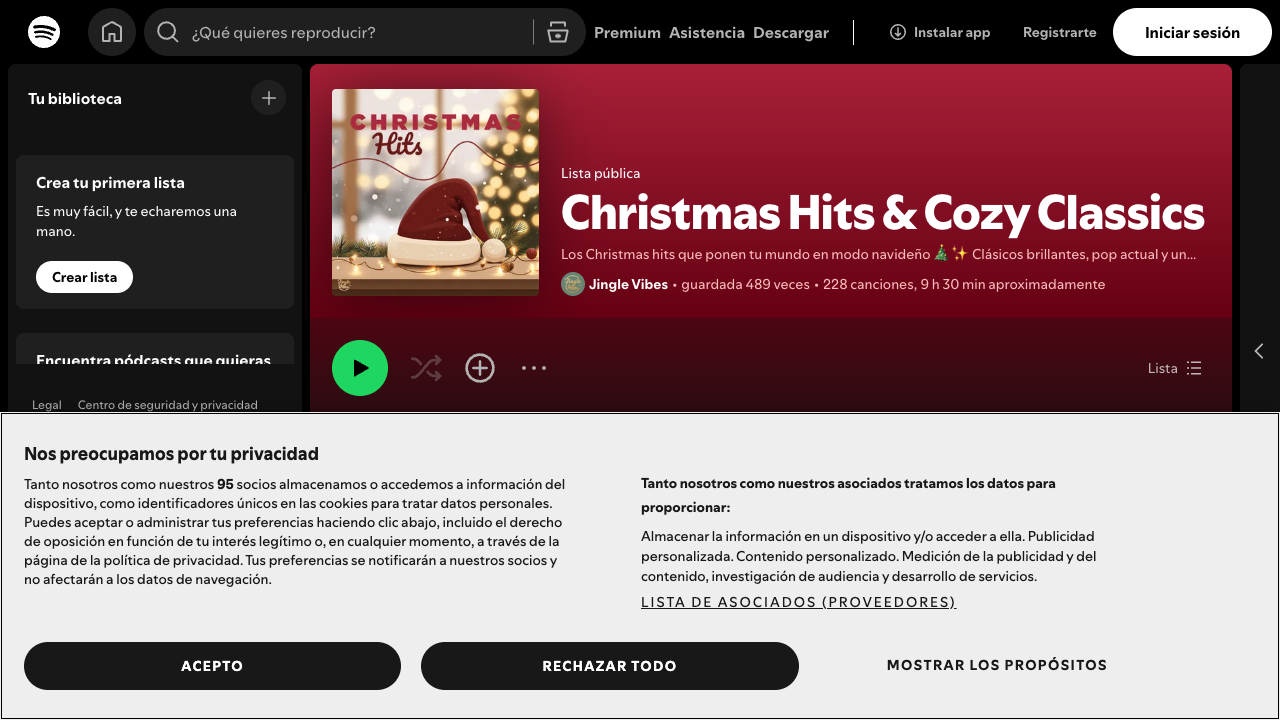 ¿Qué quieres reproducir?
Premium Asistencia Descargar
Instalar app
Registrarte
Iniciar sesión
Tu biblioteca
Crea tu primera lista
Es muy fácil, y te echaremos una
mano.
Crear lista
Encuentra pódcasts que quieras
Legal Centro de seguridad y privacidad
CHRISTMAS
Hits
Lista pública
Christmas Hits & Cozy Classics
Los Christmas hits que ponen tu mundo en modo navideño 🎄✨ Clásicos brillantes, pop actual y un...
Jingle Vibes • guardada 489 veces • 228 canciones, 9 h 30 min aproximadamente
Lista
Nos preocupamos por tu privacidad
Tanto nosotros como nuestros 95 socios almacenamos o accedemos a información del
dispositivo, como identificadores únicos en las cookies para tratar datos personales.
Puedes aceptar o administrar tus preferencias haciendo clic abajo, incluido el derecho
de oposición en función de tu interés legítimo o, en cualquier momento, a través de la
página de la política de privacidad. Tus preferencias se notificarán a nuestros socios y
no afectarán a los datos de navegación.
Tanto nosotros como nuestros asociados tratamos los datos para
proporcionar:
Almacenar la información en un dispositivo y/o acceder a ella. Publicidad
personalizada. Contenido personalizado. Medición de la publicidad y del
contenido, investigación de audiencia y desarrollo de servicios.
LISTA DE ASOCIADOS (PROVEEDORES)
ACEPTO
RECHAZAR TODO
MOSTRAR LOS PROPÓSITOS